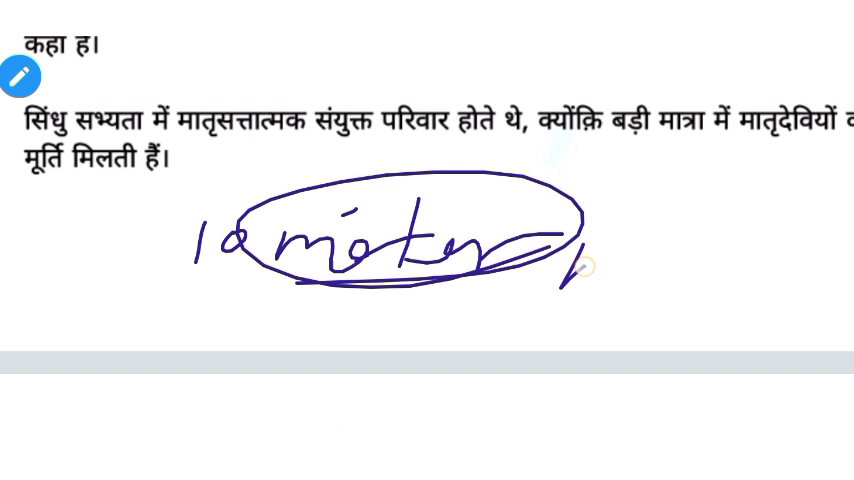 कहा ह।
सिंधु सभ्यता में मातृसत्तात्मक संयुक्त परिवार होते थे, क्योंक़ि बड़ी मात्रा में मातृदेवियों
मूर्ति मिलती हैं।